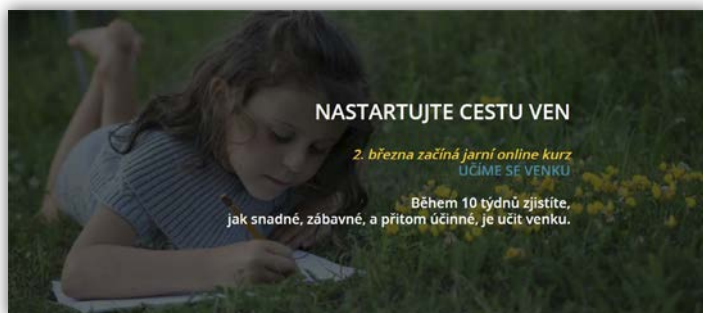 NASTARTUJTE CESTU VEN
2. března začíná jarní online kurz
UČÍME SE VENKU
Během 10 týdnů zjistíte,
jak snadné, zábavné, a přitom účinné, je učit venku.